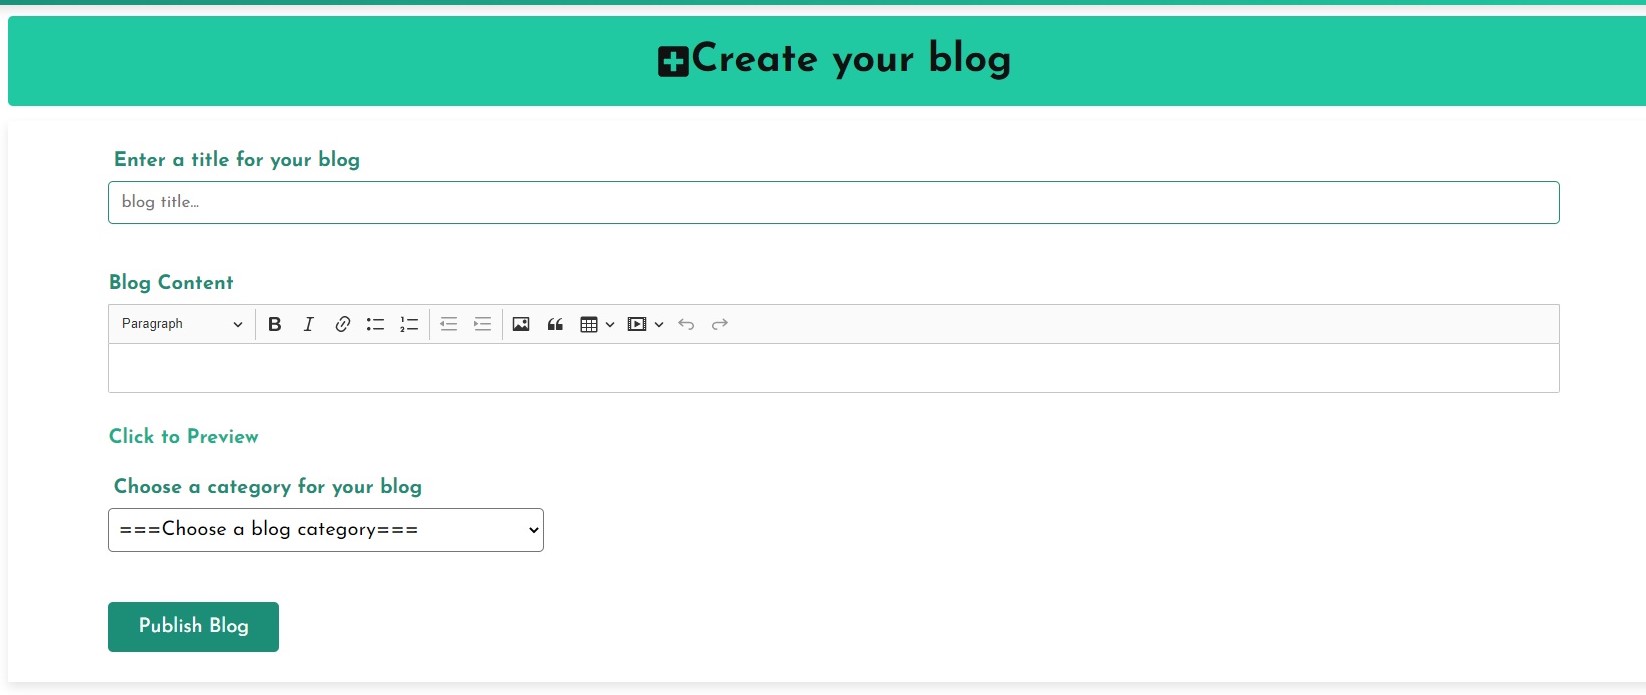 Create your blog
Enter a title for your blog
blog title...
Blog Content
Paragraph
Click to Preview
Choose a category for your blog
===Choose a blog category===
Publish Blog